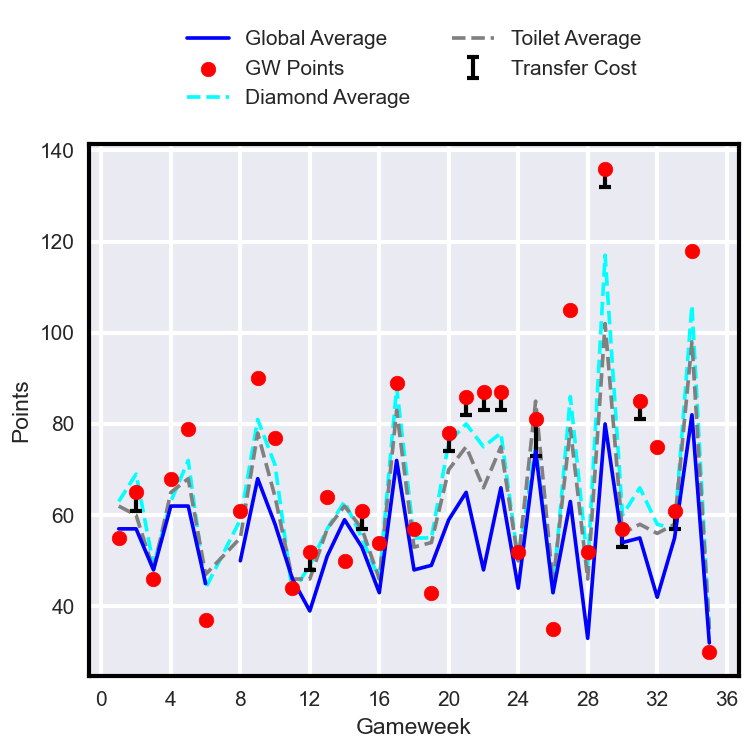 Global Average
GW Points
Diamond Average
Toilet Average
Transfer Cost
Points
140
120
100
80
60
40
0 4 8 12 16 20 24 28 32 36
Gameweek